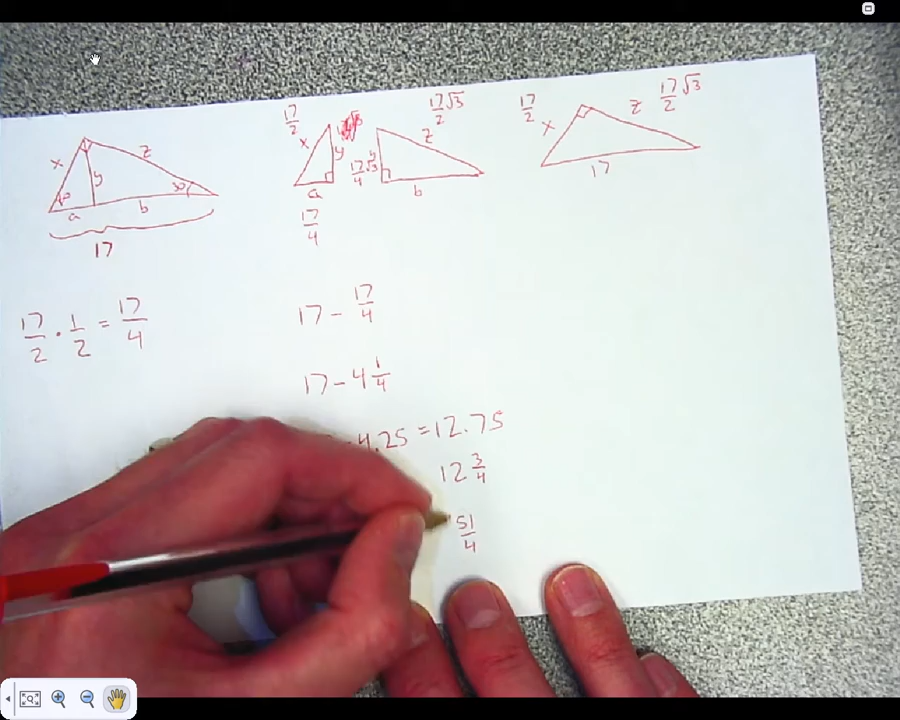 x z y 60 30 a b
17
17/2 x y a
17/4
17/2 √3 z y 17/4 √3 b
17/2 x z 17/2 √3
17
17/2 · 1/2 = 17/4
17 - 17/4
17 - 4 1/4
- 4.25 = 12.75
12 3/4
51/4